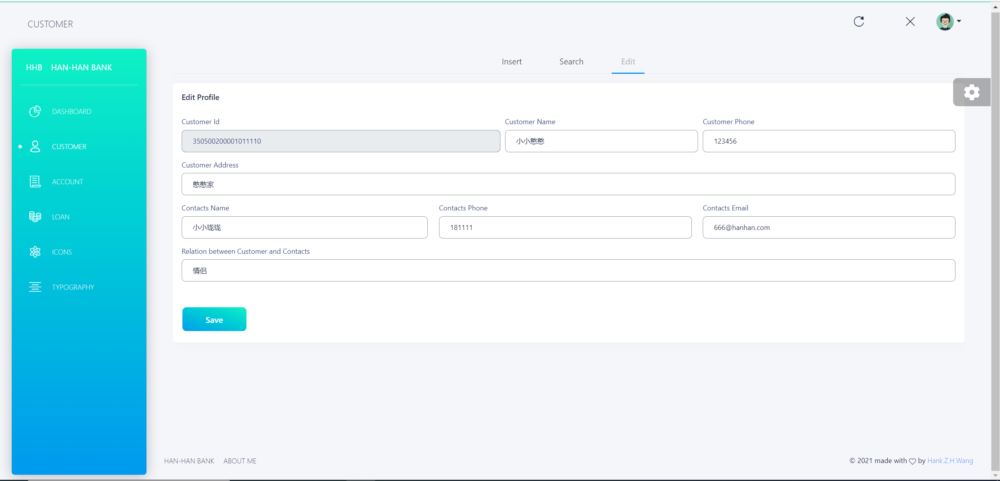 CUSTOMER
HHB HAN-HAN BANK
DASHBOARD
CUSTOMER
ACCOUNT
LOAN
ICONS
TYPOGRAPHY
Insert Search Edit
Edit Profile
Customer Id Customer Name Customer Phone
350500200001011110 小小憨憨 123456
Customer Address
憨憨家
Contacts Name Contacts Phone Contacts Email
小小珑珑 181111 666@hanhan.com
Relation between Customer and Contacts
情侣
Save
HAN-HAN BANK ABOUT ME
© 2021 made with by Hank.Z.H.Wang